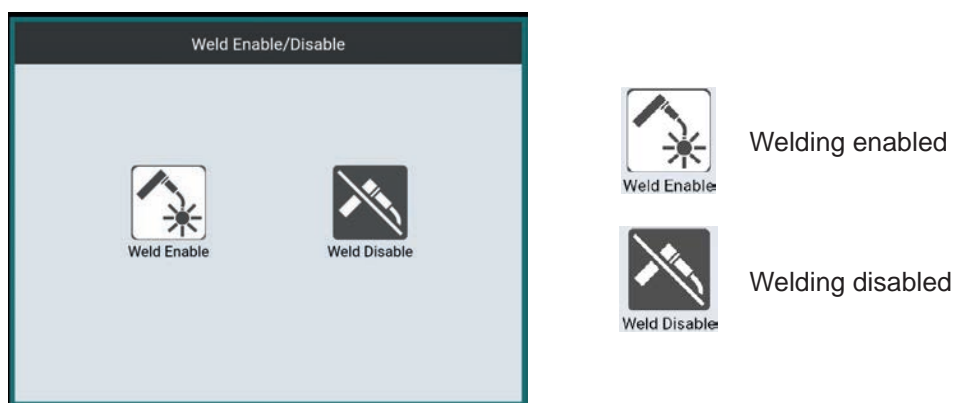 Weld Enable/Disable
Weld Enable
Weld Disable
Weld Enable
Welding enabled
Weld Disable
Welding disabled